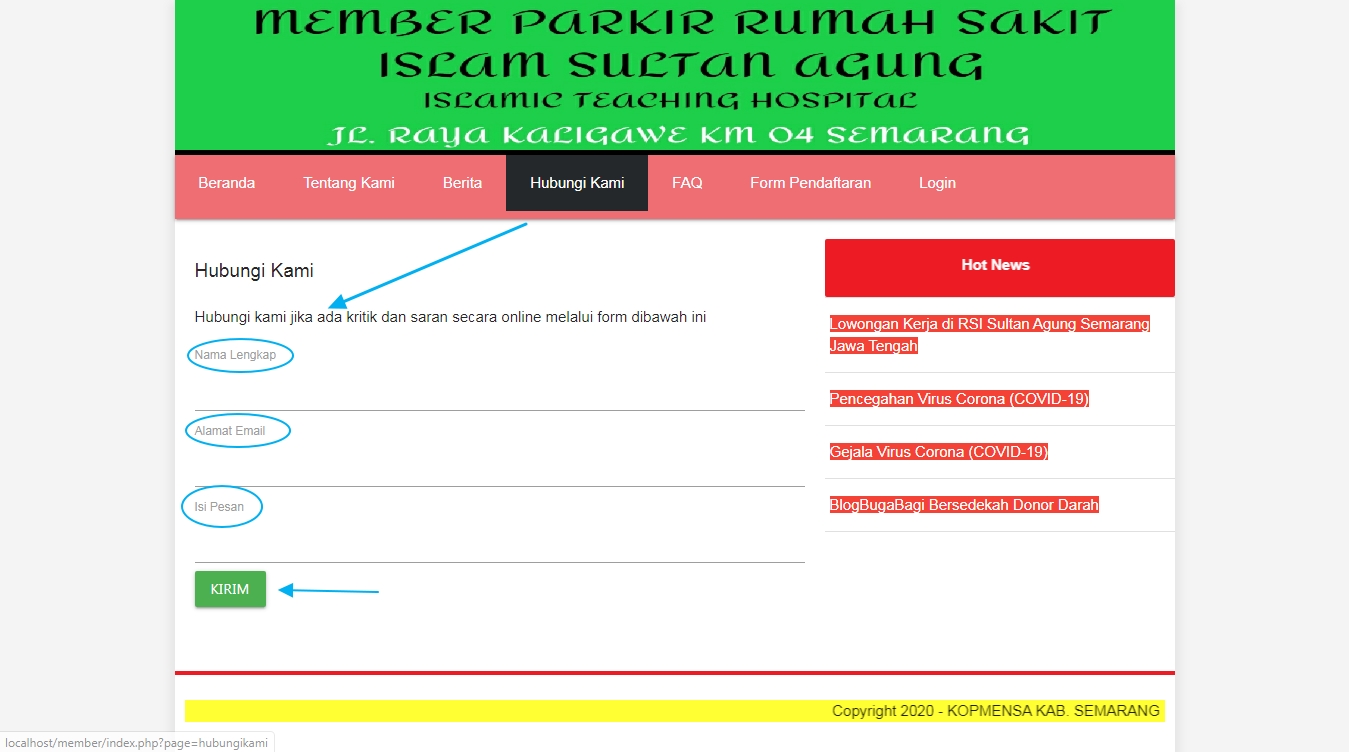 MEMBER PARKIR RUMAH SAKIT
ISLAM SULTAN AGUNG
ISLAMIC TEACHING HOSPITAL
JL. RAYA KALIGAWE KM 04 SEMARANG
Beranda Tentang Kami Berita Hubungi Kami FAQ Form Pendaftaran Login
Hubungi Kami
Hubungi kami jika ada kritik dan saran secara online melalui form dibawah ini
Nama Lengkap
Alamat Email
Isi Pesan
KIRIM
Hot News
Lowongan Kerja di RSI Sultan Agung Semarang
Jawa Tengah
Pencegahan Virus Corona (COVID-19)
Gejala Virus Corona (COVID-19)
BlogBugaBagi Bersedekah Donor Darah
Copyright 2020 - KOPMENSA KAB. SEMARANG
localhost/member/index.php?page=hubungikami